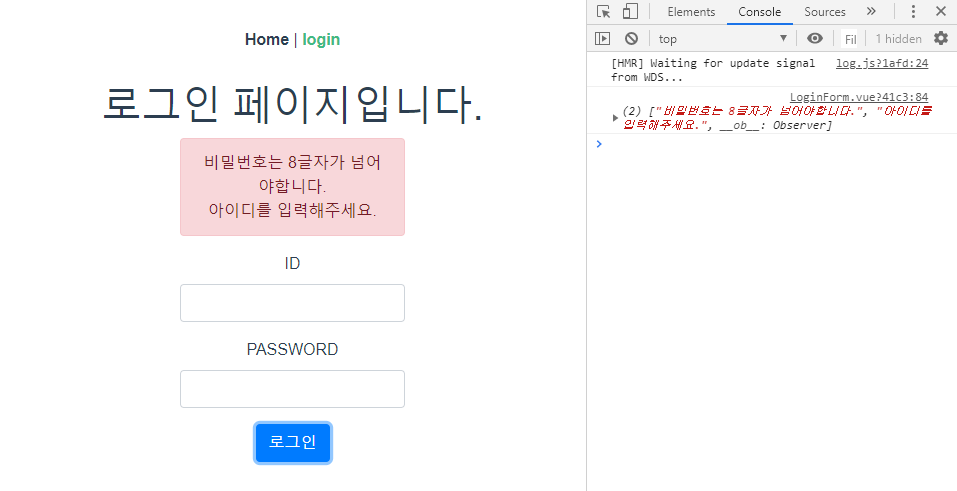 Home | login
로그인 페이지입니다.
비밀번호는 8글자가 넘어
야합니다.
아이디를 입력해주세요.
ID
PASSWORD
로그인
Elements Console Sources »
top Fil 1 hidden
[HMR] Waiting for update signal log.js?1afd:24
from WDS...
LoginForm.vue?41c3:84
(2) ["비밀번호는 8글자가 넘어야합니다.", "아이디를
입력해주세요.", __ob__: Observer]